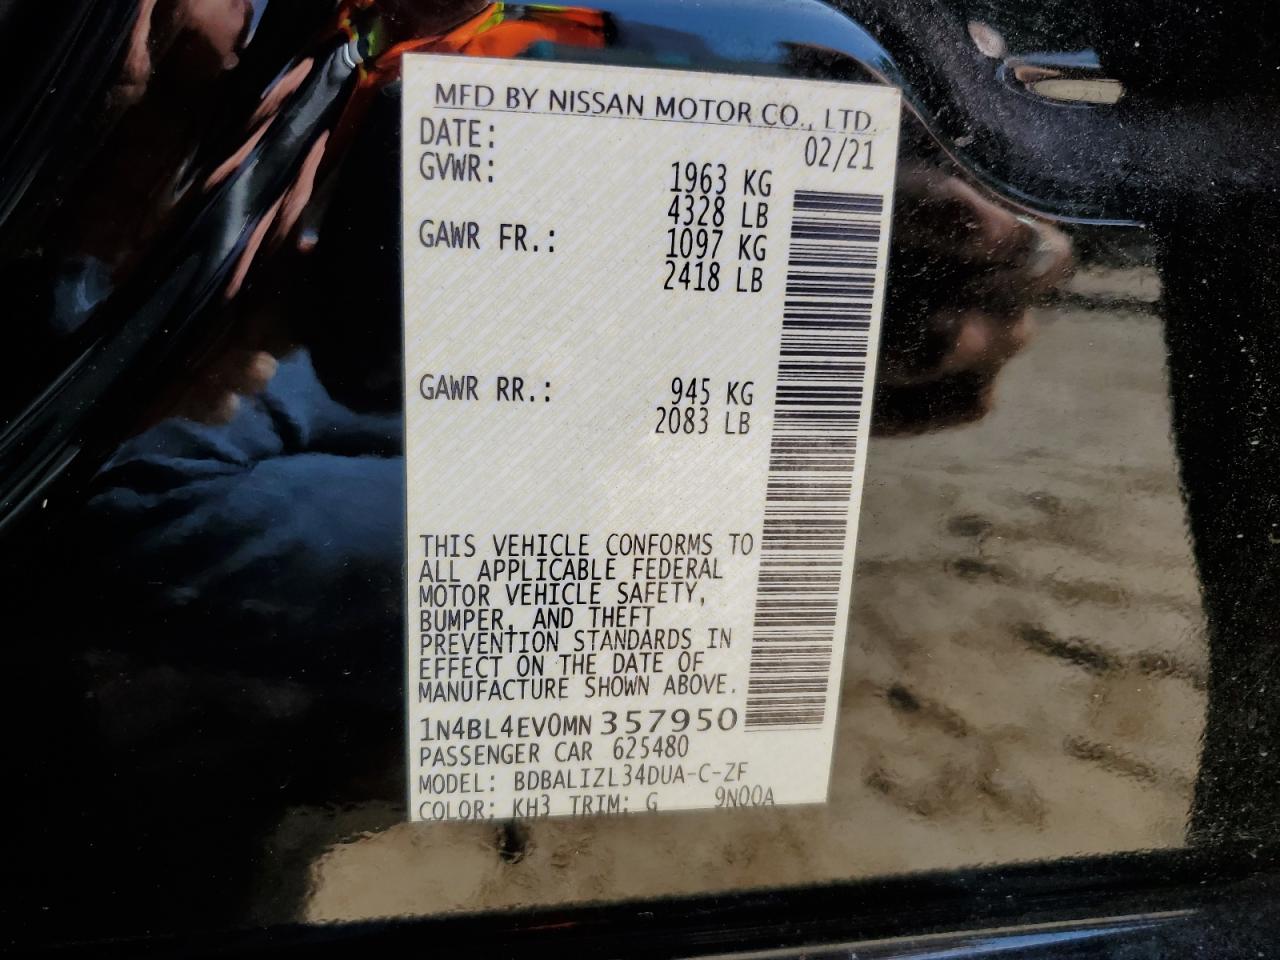 MFD BY NISSAN MOTOR CO., LTD.
DATE: 02/21
GVWR: 1963 KG
4328 LB
GAWR FR.: 1097 KG
2418 LB
GAWR RR.: 945 KG
2083 LB
THIS VEHICLE CONFORMS TO
ALL APPLICABLE FEDERAL
MOTOR VEHICLE SAFETY,
BUMPER, AND THEFT
PREVENTION STANDARDS IN
EFFECT ON THE DATE OF
MANUFACTURE SHOWN ABOVE.
1N4BL4EV0MN 357950
PASSENGER CAR 625480
MODEL: BDBALIZL34DUA-C-ZF
COLOR: KH3 TRIM: G 9N00A